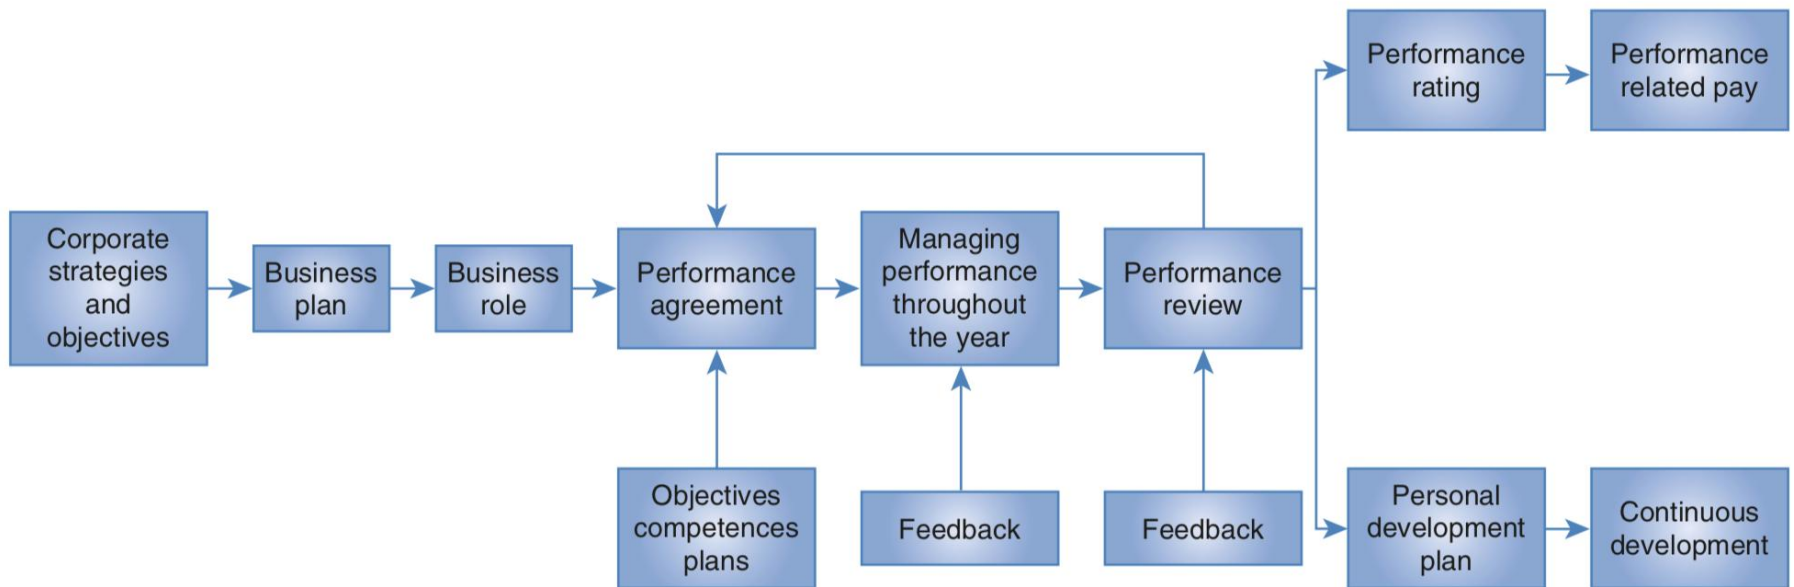 Performance
rating
Performance
related pay
Corporate
strategies
and
objectives
Business
plan
Business
role
Performance
agreement
Managing
performance
throughout
the year
Performance
review
Objectives
competences
plans
Feedback
Feedback
Personal
development
plan
Continuous
development